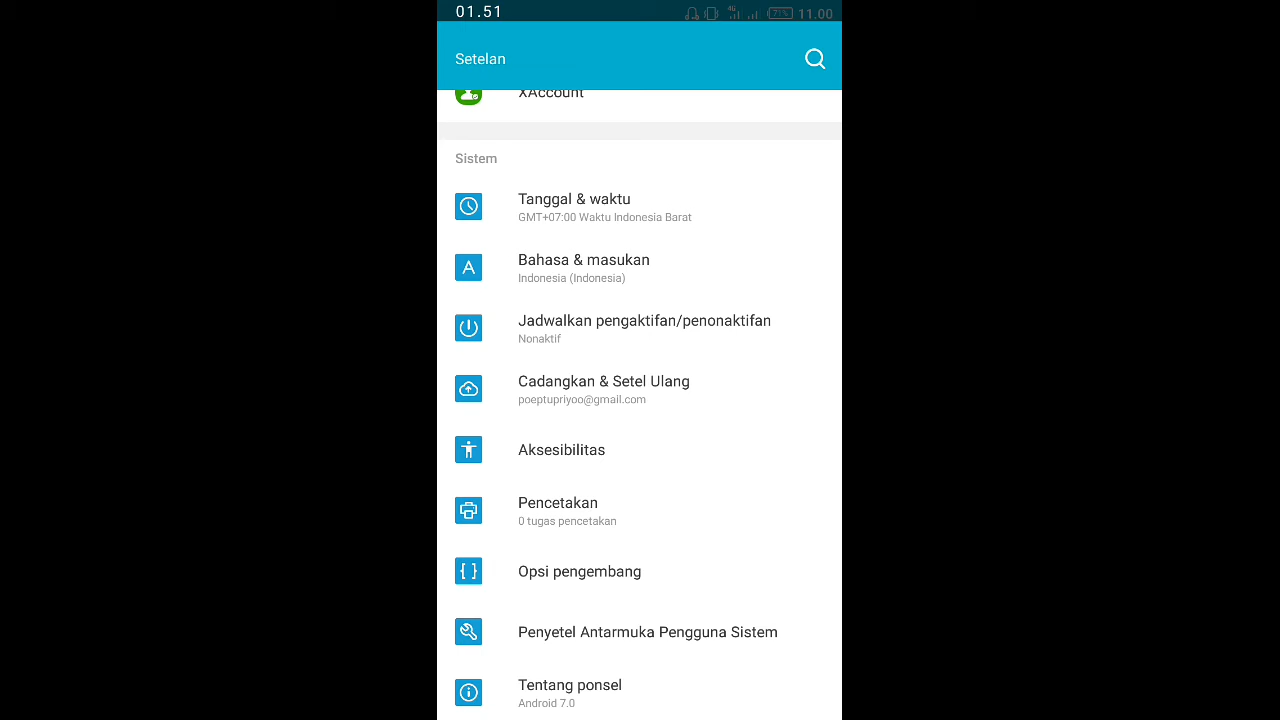 01.51
4G
71%
11.00
Setelan
XAccount
Sistem
Tanggal & waktu
GMT+07:00 Waktu Indonesia Barat
Bahasa & masukan
Indonesia (Indonesia)
Jadwalkan pengaktifan/penonaktifan
Nonaktif
Cadangkan & Setel Ulang
poeptupriyoo@gmail.com
Aksesibilitas
Pencetakan
0 tugas pencetakan
Opsi pengembang
Penyetel Antarmuka Pengguna Sistem
Tentang ponsel
Android 7.0